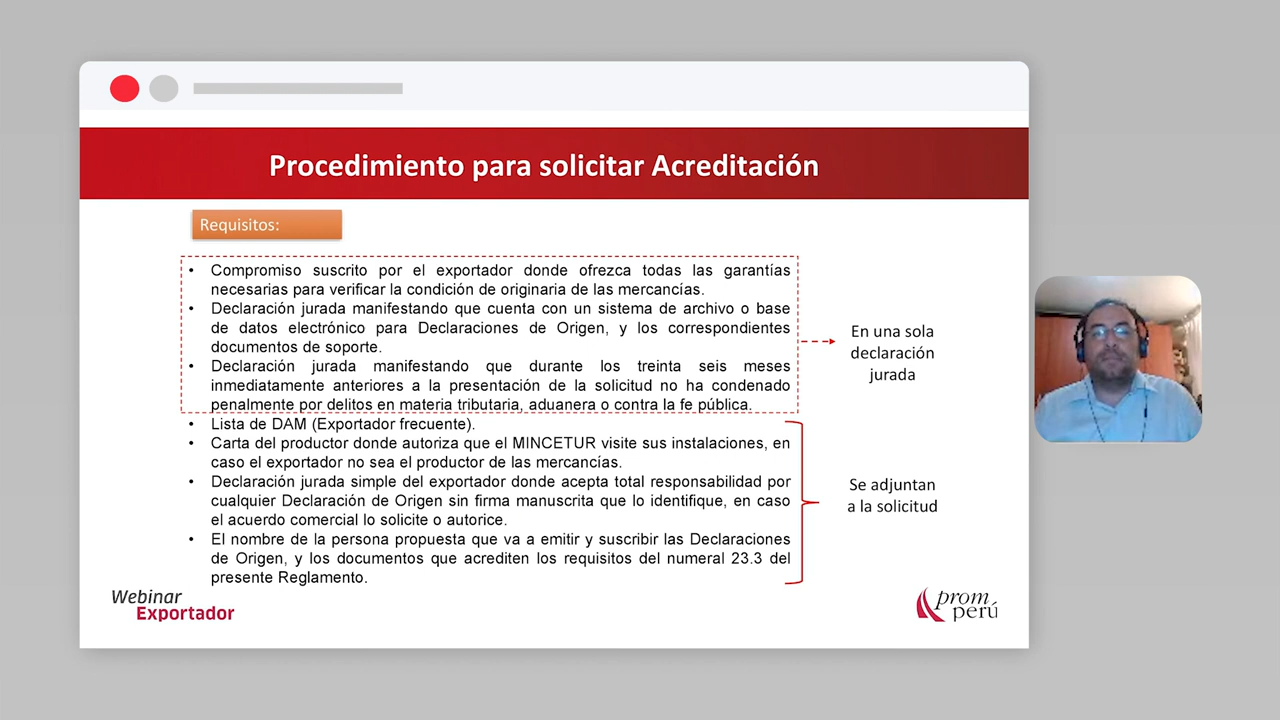 Procedimiento para solicitar Acreditación
Requisitos:
• Compromiso suscrito por el exportador donde ofrezca todas las garantías
necesarias para verificar la condición de originaria de las mercancías.
• Declaración jurada manifestando que cuenta con un sistema de archivo o base
de datos electrónico para Declaraciones de Origen, y los correspondientes
documentos de soporte.
• Declaración jurada manifestando que durante los treinta seis meses
inmediatamente anteriores a la presentación de la solicitud no ha condenado
penalmente por delitos en materia tributaria, aduanera o contra la fe pública.
En una sola
declaración
jurada
• Lista de DAM (Exportador frecuente).
• Carta del productor donde autoriza que el MINCETUR visite sus instalaciones, en
caso el exportador no sea el productor de las mercancías.
• Declaración jurada simple del exportador donde acepta total responsabilidad por
cualquier Declaración de Origen sin firma manuscrita que lo identifique, en caso
el acuerdo comercial lo solicite o autorice.
• El nombre de la persona propuesta que va a emitir y suscribir las Declaraciones
de Origen, y los documentos que acrediten los requisitos del numeral 23.3 del
presente Reglamento.
Se adjuntan
a la solicitud
Webinar
Exportador
prom
perú